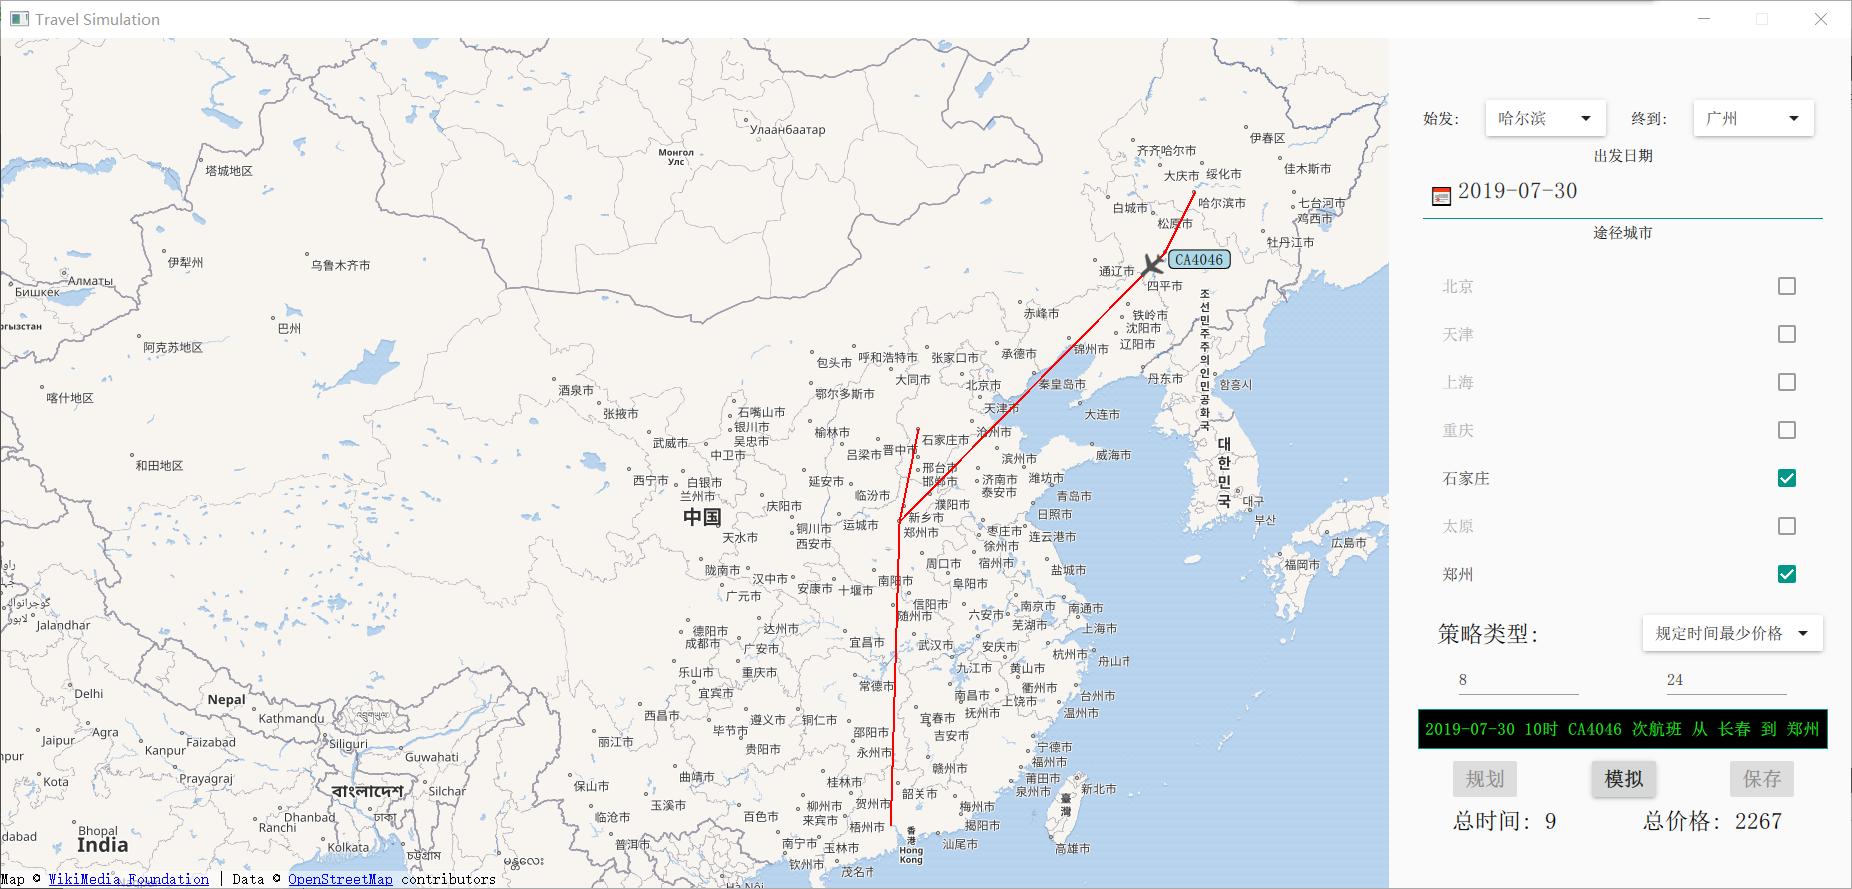 Travel Simulation
始发:
哈尔滨
终到:
广州
出发日期
2019-07-30
途径城市
北京
天津
上海
重庆
石家庄
太原
郑州
策略类型:
规定时间最少价格
8
24
2019-07-30 10时 CA4046 次航班 从 长春 到 郑州
规划
模拟
保存
总时间: 9
总价格: 2267
CA4046
Улаанбаатар
Монгол
Улс
塔城地区
伊犁州
乌鲁木齐市
Алматы
Бишкек
巴州
阿克苏地区
喀什地区
和田地区
伊春区
齐齐哈尔市
佳木斯市
大庆市
绥化市
哈尔滨市
七台河市
鸡西市
白城市
松原市
牡丹江市
通辽市
四平市
赤峰市
铁岭市
沈阳市
辽阳市
锦州市
丹东市
조선민주주의인민공화국
함흥시
包头市
呼和浩特市
张家口市
承德市
大同市
北京市
秦皇岛市
鄂尔多斯市
天津市
大连市
酒泉市
张掖市
石嘴山市
银川市
吴忠市
榆林市
石家庄市
沧州市
武威市
中卫市
吕梁市
晋中市
滨州市
威海市
대한민국
邢台市
邯郸市
西宁市
白银市
兰州市
延安市
临汾市
济南市
泰安市
潍坊市
青岛市
대구
부산
庆阳市
濮阳市
日照市
中国
铜川市
运城市
新乡市
郑州市
枣庄市
连云港市
天水市
西安市
徐州市
広島市
福岡市
陇南市
汉中市
安康市
十堰市
南阳市
周口市
阜阳市
宿州市
盐城市
广元市
信阳市
随州市
六安市
南京市
南通市
芜湖市
上海市
德阳市
成都市
达州市
广安市
宜昌市
武汉市
安庆市
杭州市
舟山市
乐山市
重庆市
九江市
黄山市
宜宾市
常德市
南昌市
衢州市
上饶市
台州市
西昌市
毕节市
遵义市
铜仁市
宜春市
抚州市
温州市
丽江市
贵阳市
邵阳市
吉安市
宁德市
永州市
福州市
保山市
曲靖市
桂林市
赣州市
莆田市
泉州市
新北市
玉溪市
柳州市
贺州市
韶关市
臺灣
临沧市
百色市
来宾市
梧州市
梅州市
揭阳市
香港
Hong
Kong
普洱市
南宁市
玉林市
汕尾市
高雄市
钦州市
茂名市
Hà Nội
Jalandhar
Delhi
Nepal
Kathmandu
Jaipur
Agra
Faizabad
Siliguri
Kanpur
Guwahati
Kota
Prayagraj
বাংলাদেশ
Silchar
Dhanbad
Bhopal
Ranchi
India
Kolkata
Map © WikiMedia Foundation | Data © OpenStreetMap contributors